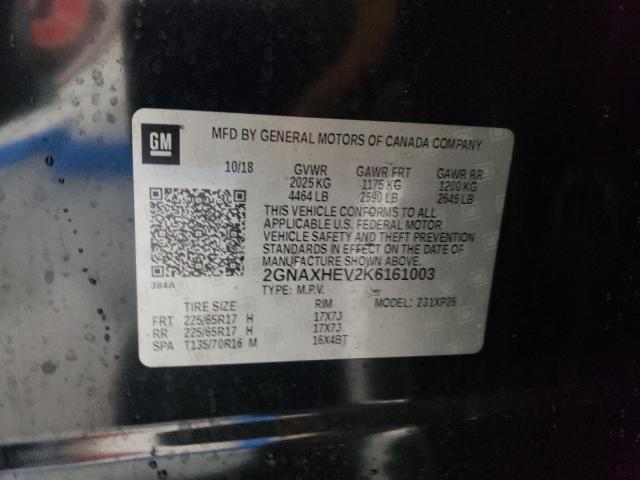 GM
MFD BY GENERAL MOTORS OF CANADA COMPANY
10/18 GVWR GAWR FRT GAWR RR
2025 KG 1175 KG 1200 KG
4464 LB 2590 LB 2645 LB
THIS VEHICLE CONFORMS TO ALL
APPLICABLE U.S. FEDERAL MOTOR
VEHICLE SAFETY AND THEFT PREVENTION
STANDARDS IN EFFECT ON THE DATE OF
MANUFACTURE SHOWN ABOVE.
2GNAXHEV2K6161003
384A TYPE: M.P.V. MODEL: 231XP26
TIRE SIZE RIM
FRT 225/65R17 H 17X7J
RR 225/65R17 H 17X7J
SPA T135/70R16 M 16X4BT